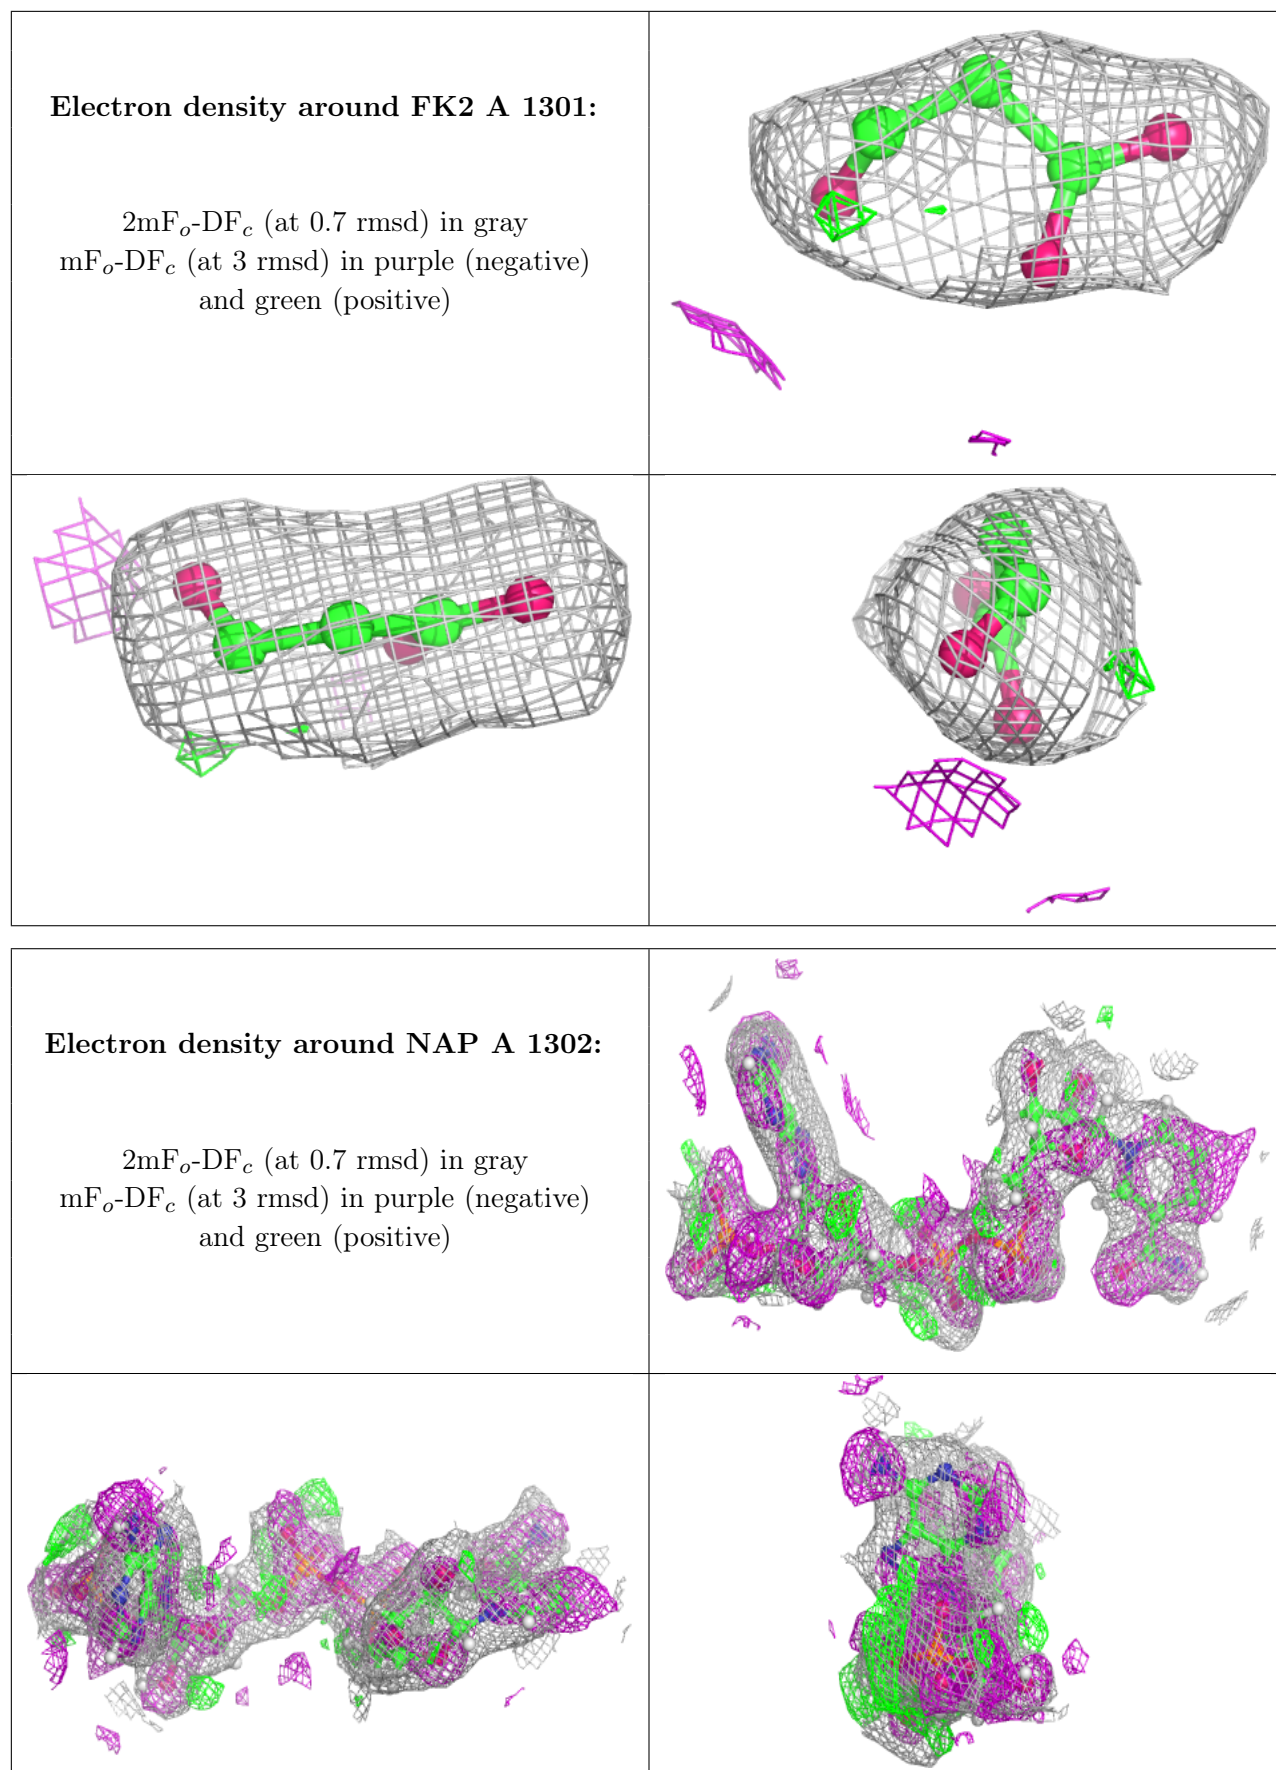 Electron density around FK2 A 1301:
2mFo-DFc (at 0.7 rmsd) in gray
mFo-DFc (at 3 rmsd) in purple (negative)
and green (positive)
Electron density around NAP A 1302:
2mFo-DFc (at 0.7 rmsd) in gray
mFo-DFc (at 3 rmsd) in purple (negative)
and green (positive)